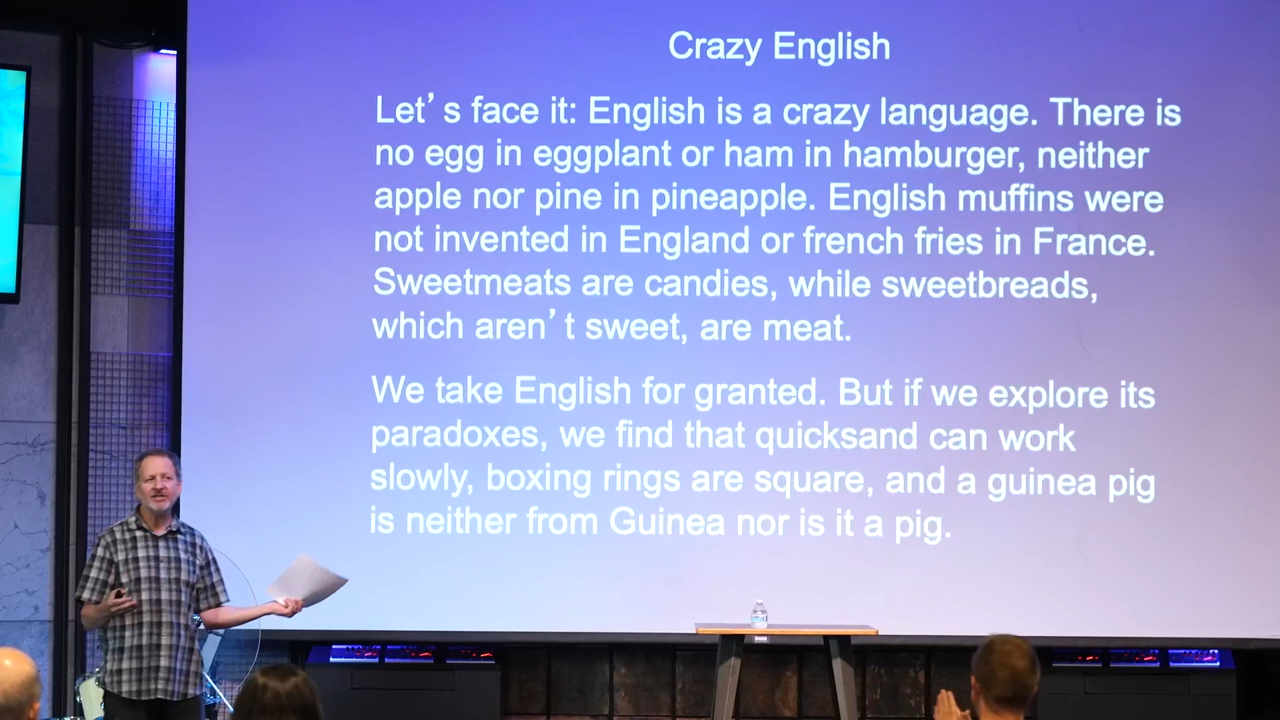 Crazy English
Let’s face it: English is a crazy language. There is
no egg in eggplant or ham in hamburger, neither
apple nor pine in pineapple. English muffins were
not invented in England or french fries in France.
Sweetmeats are candies, while sweetbreads,
which aren’t sweet, are meat.
We take English for granted. But if we explore its
paradoxes, we find that quicksand can work
slowly, boxing rings are square, and a guinea pig
is neither from Guinea nor is it a pig.